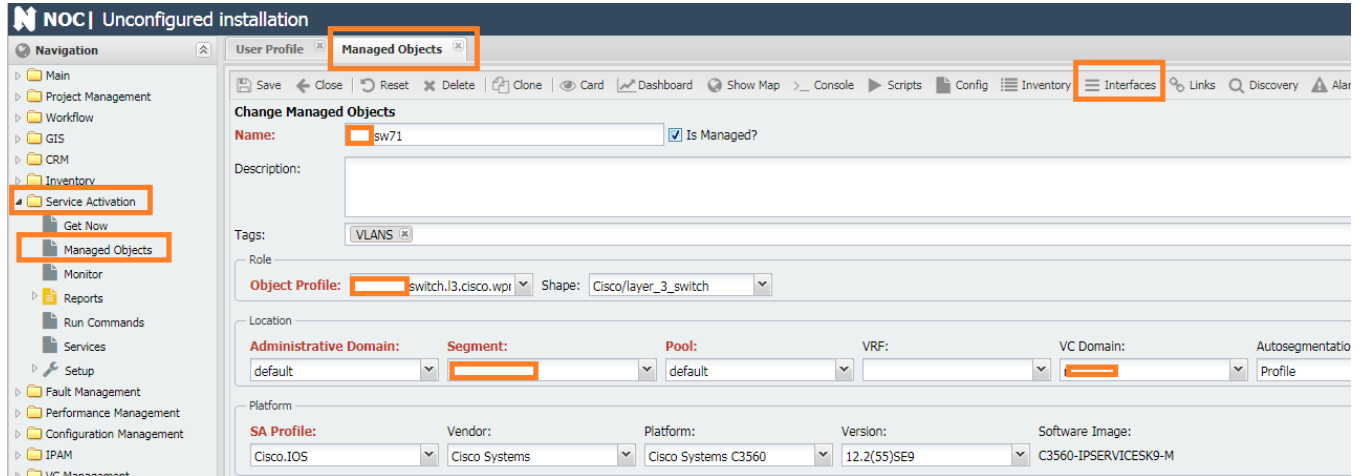 NOC| Unconfigured installation
Navigation
User Profile
Managed Objects
Main
Project Management
Workflow
GIS
CRM
Inventory
Service Activation
Get Now
Managed Objects
Monitor
Reports
Run Commands
Services
Setup
Fault Management
Performance Management
Configuration Management
IPAM
VC Management
Save Close Reset Delete Clone Card Dashboard Show Map Console Scripts Config Inventory Interfaces Links Discovery Alar
Change Managed Objects
Name: sw71 Is Managed?
Description:
Tags: VLANS
Role
Object Profile: switch.l3.cisco.wpr Shape: Cisco/layer_3_switch
Location
Administrative Domain: Segment: Pool: VRF: VC Domain: Autosegmentatio
default default Profile
Platform
SA Profile: Vendor: Platform: Version: Software Image:
Cisco.IOS Cisco Systems Cisco Systems C3560 12.2(55)SE9 C3560-IPSERVICESK9-M